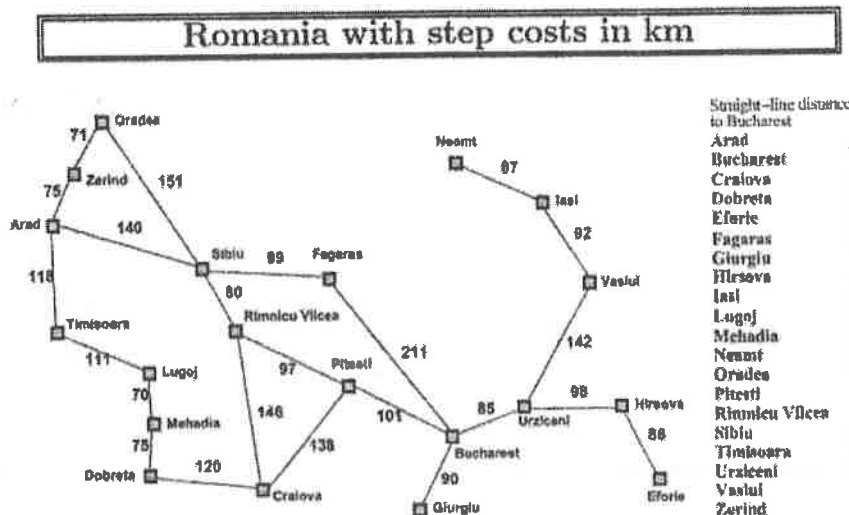 Romania with step costs in km
Straight-line distance
to Bucharest
Arad
Bucharest
Craiova
Dobreta
Eforie
Fagaras
Giurgiu
Hirsova
Iasi
Lugoj
Mehadia
Neamt
Oradea
Pitesti
Rimnicu Vilcea
Sibiu
Timisoara
Urziceni
Vaslui
Zerind
Oradea
71
Neamt
87
Zerind
151
75
Iasi
Arad
140
92
Sibiu
99
Fagaras
118
80
Vaslui
Timisoara
Rimnicu Vilcea
111
Lugoj
97
Pitesti
211
142
70
98
Hirsova
146
101
85
Urziceni
Mehadia
138
86
75
Bucharest
120
Dobreta
90
Craiova
Eforie
Giurgiu